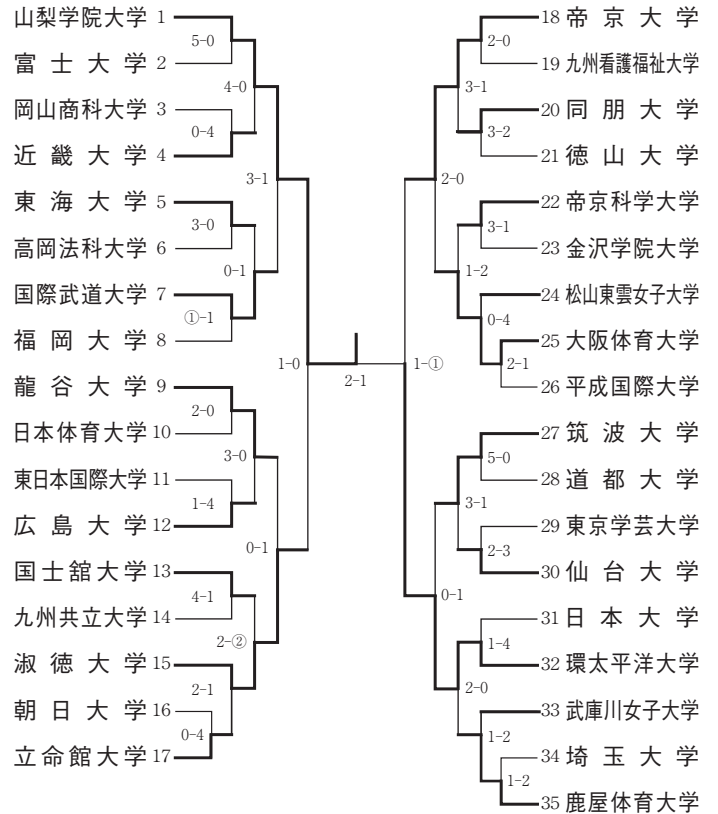 山梨学院大学 1
5-0
富士大学 2
4-0
岡山商科大学 3
0-4
近畿大学 4
3-1
東海大学 5
3-0
高岡法科大学 6
0-1
国際武道大学 7
①-1
福岡大学 8
1-0
龍谷大学 9
2-0
日本体育大学 10
3-0
東日本国際大学 11
1-4
広島大学 12
0-1
国士舘大学 13
4-1
九州共立大学 14
2-②
淑徳大学 15
2-1
朝日大学 16
0-4
立命館大学 17
2-1
18 帝京大学
2-0
19 九州看護福祉大学
3-1
20 同朋大学
3-2
21 徳山大学
2-0
22 帝京科学大学
3-1
23 金沢学院大学
1-2
24 松山東雲女子大学
0-4
25 大阪体育大学
2-1
26 平成国際大学
1-①
27 筑波大学
5-0
28 道都大学
3-1
29 東京学芸大学
2-3
30 仙台大学
0-1
31 日本大学
1-4
32 環太平洋大学
2-0
33 武庫川女子大学
1-2
34 埼玉大学
1-2
35 鹿屋体育大学